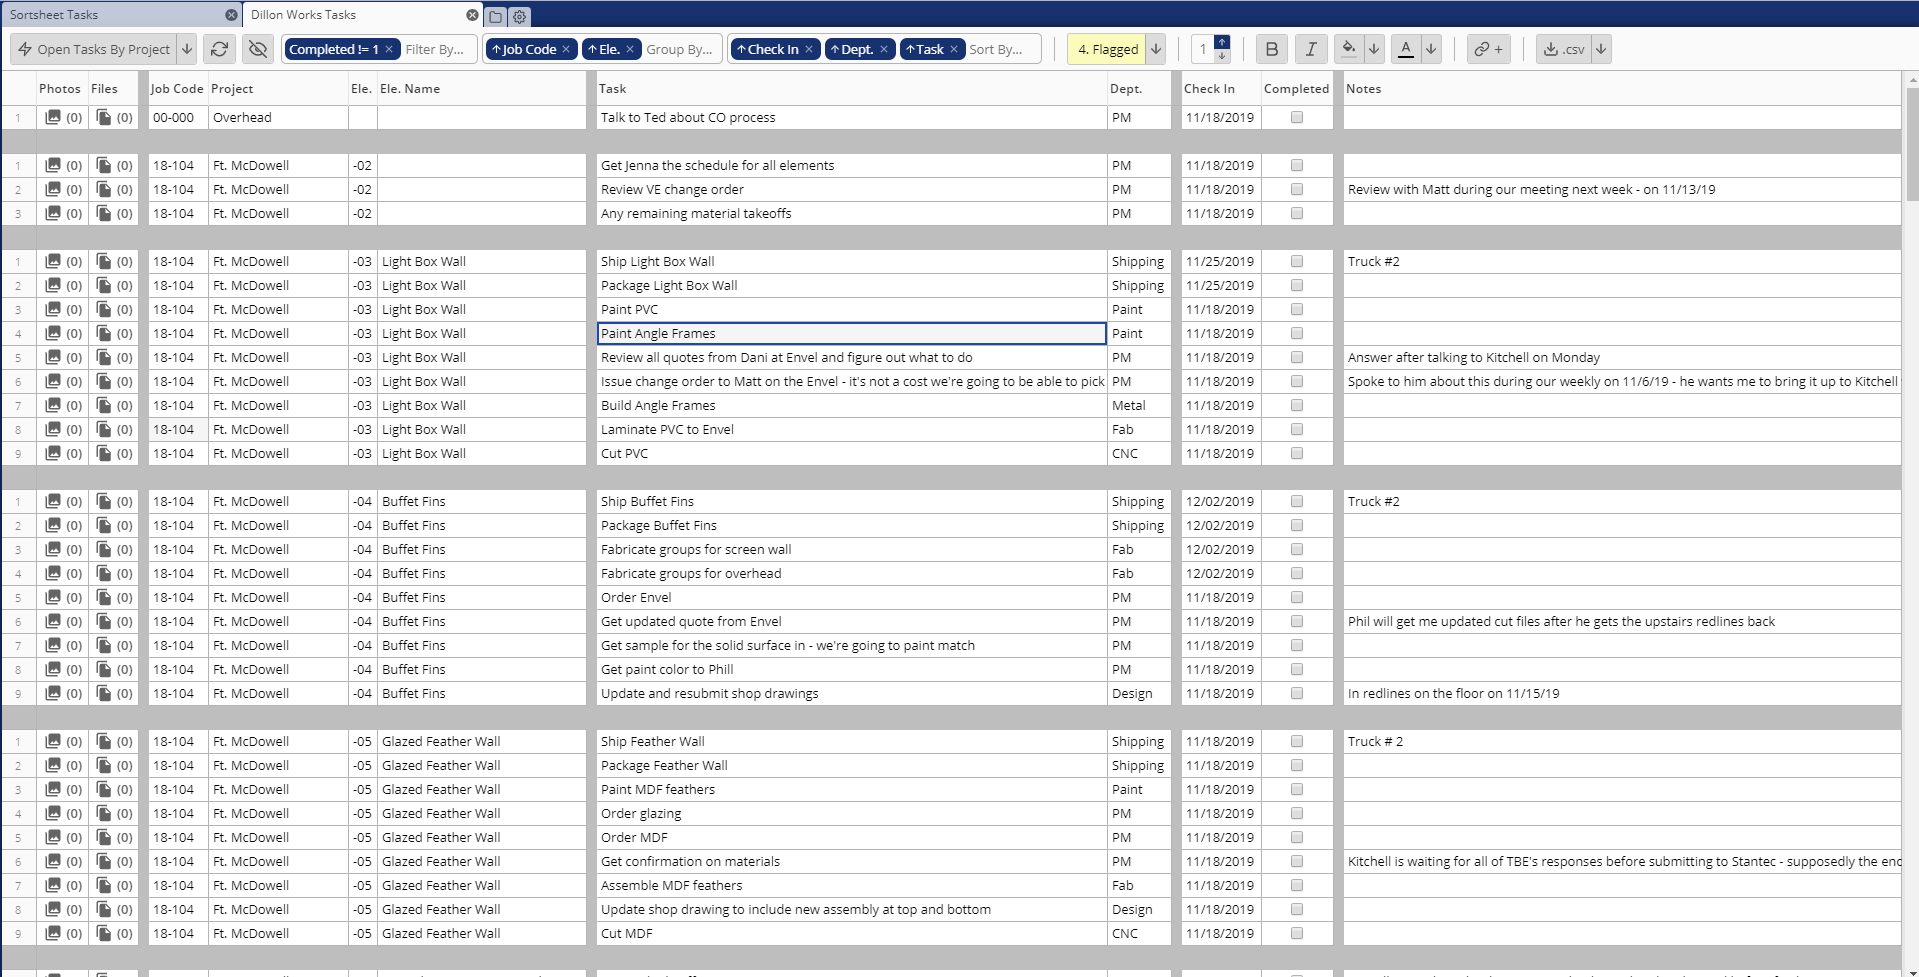 Sortsheet Tasks Dillon Works Tasks
Open Tasks By Project Completed != 1 Filter By... Job Code Ele. Group By... Check In Dept. Task Sort By... 4. Flagged 1 B I A + .csv
Photos Files Job Code Project Ele. Ele. Name Task Dept. Check In Completed Notes
1 (0) (0) 00-000 Overhead Talk to Ted about CO process PM 11/18/2019
1 (0) (0) 18-104 Ft. McDowell -02 Get Jenna the schedule for all elements PM 11/18/2019
2 (0) (0) 18-104 Ft. McDowell -02 Review VE change order PM 11/18/2019 Review with Matt during our meeting next week - on 11/13/19
3 (0) (0) 18-104 Ft. McDowell -02 Any remaining material takeoffs PM 11/18/2019
1 (0) (0) 18-104 Ft. McDowell -03 Light Box Wall Ship Light Box Wall Shipping 11/25/2019 Truck #2
2 (0) (0) 18-104 Ft. McDowell -03 Light Box Wall Package Light Box Wall Shipping 11/25/2019
3 (0) (0) 18-104 Ft. McDowell -03 Light Box Wall Paint PVC Paint 11/18/2019
4 (0) (0) 18-104 Ft. McDowell -03 Light Box Wall Paint Angle Frames Paint 11/18/2019
5 (0) (0) 18-104 Ft. McDowell -03 Light Box Wall Review all quotes from Dani at Envel and figure out what to do PM 11/18/2019 Answer after talking to Kitchell on Monday
6 (0) (0) 18-104 Ft. McDowell -03 Light Box Wall Issue change order to Matt on the Envel - it's not a cost we're going to be able to pick PM 11/18/2019 Spoke to him about this during our weekly on 11/6/19 - he wants me to bring it up to Kitchell
7 (0) (0) 18-104 Ft. McDowell -03 Light Box Wall Build Angle Frames Metal 11/18/2019
8 (0) (0) 18-104 Ft. McDowell -03 Light Box Wall Laminate PVC to Envel Fab 11/18/2019
9 (0) (0) 18-104 Ft. McDowell -03 Light Box Wall Cut PVC CNC 11/18/2019
1 (0) (0) 18-104 Ft. McDowell -04 Buffet Fins Ship Buffet Fins Shipping 12/02/2019 Truck #2
2 (0) (0) 18-104 Ft. McDowell -04 Buffet Fins Package Buffet Fins Shipping 12/02/2019
3 (0) (0) 18-104 Ft. McDowell -04 Buffet Fins Fabricate groups for screen wall Fab 12/02/2019
4 (0) (0) 18-104 Ft. McDowell -04 Buffet Fins Fabricate groups for overhead Fab 12/02/2019
5 (0) (0) 18-104 Ft. McDowell -04 Buffet Fins Order Envel PM 11/18/2019
6 (0) (0) 18-104 Ft. McDowell -04 Buffet Fins Get updated quote from Envel PM 11/18/2019 Phil will get me updated cut files after he gets the upstairs redlines back
7 (0) (0) 18-104 Ft. McDowell -04 Buffet Fins Get sample for the solid surface in - we're going to paint match PM 11/18/2019
8 (0) (0) 18-104 Ft. McDowell -04 Buffet Fins Get paint color to Phill PM 11/18/2019
9 (0) (0) 18-104 Ft. McDowell -04 Buffet Fins Update and resubmit shop drawings Design 11/18/2019 In redlines on the floor on 11/15/19
1 (0) (0) 18-104 Ft. McDowell -05 Glazed Feather Wall Ship Feather Wall Shipping 11/18/2019 Truck # 2
2 (0) (0) 18-104 Ft. McDowell -05 Glazed Feather Wall Package Feather Wall Shipping 11/18/2019
3 (0) (0) 18-104 Ft. McDowell -05 Glazed Feather Wall Paint MDF feathers Paint 11/18/2019
4 (0) (0) 18-104 Ft. McDowell -05 Glazed Feather Wall Order glazing PM 11/18/2019
5 (0) (0) 18-104 Ft. McDowell -05 Glazed Feather Wall Order MDF PM 11/18/2019
6 (0) (0) 18-104 Ft. McDowell -05 Glazed Feather Wall Get confirmation on materials PM 11/18/2019 Kitchell is waiting for all of TBE's responses before submitting to Stantec - supposedly the enc
7 (0) (0) 18-104 Ft. McDowell -05 Glazed Feather Wall Assemble MDF feathers Fab 11/18/2019
8 (0) (0) 18-104 Ft. McDowell -05 Glazed Feather Wall Update shop drawing to include new assembly at top and bottom Design 11/18/2019
9 (0) (0) 18-104 Ft. McDowell -05 Glazed Feather Wall Cut MDF CNC 11/18/2019